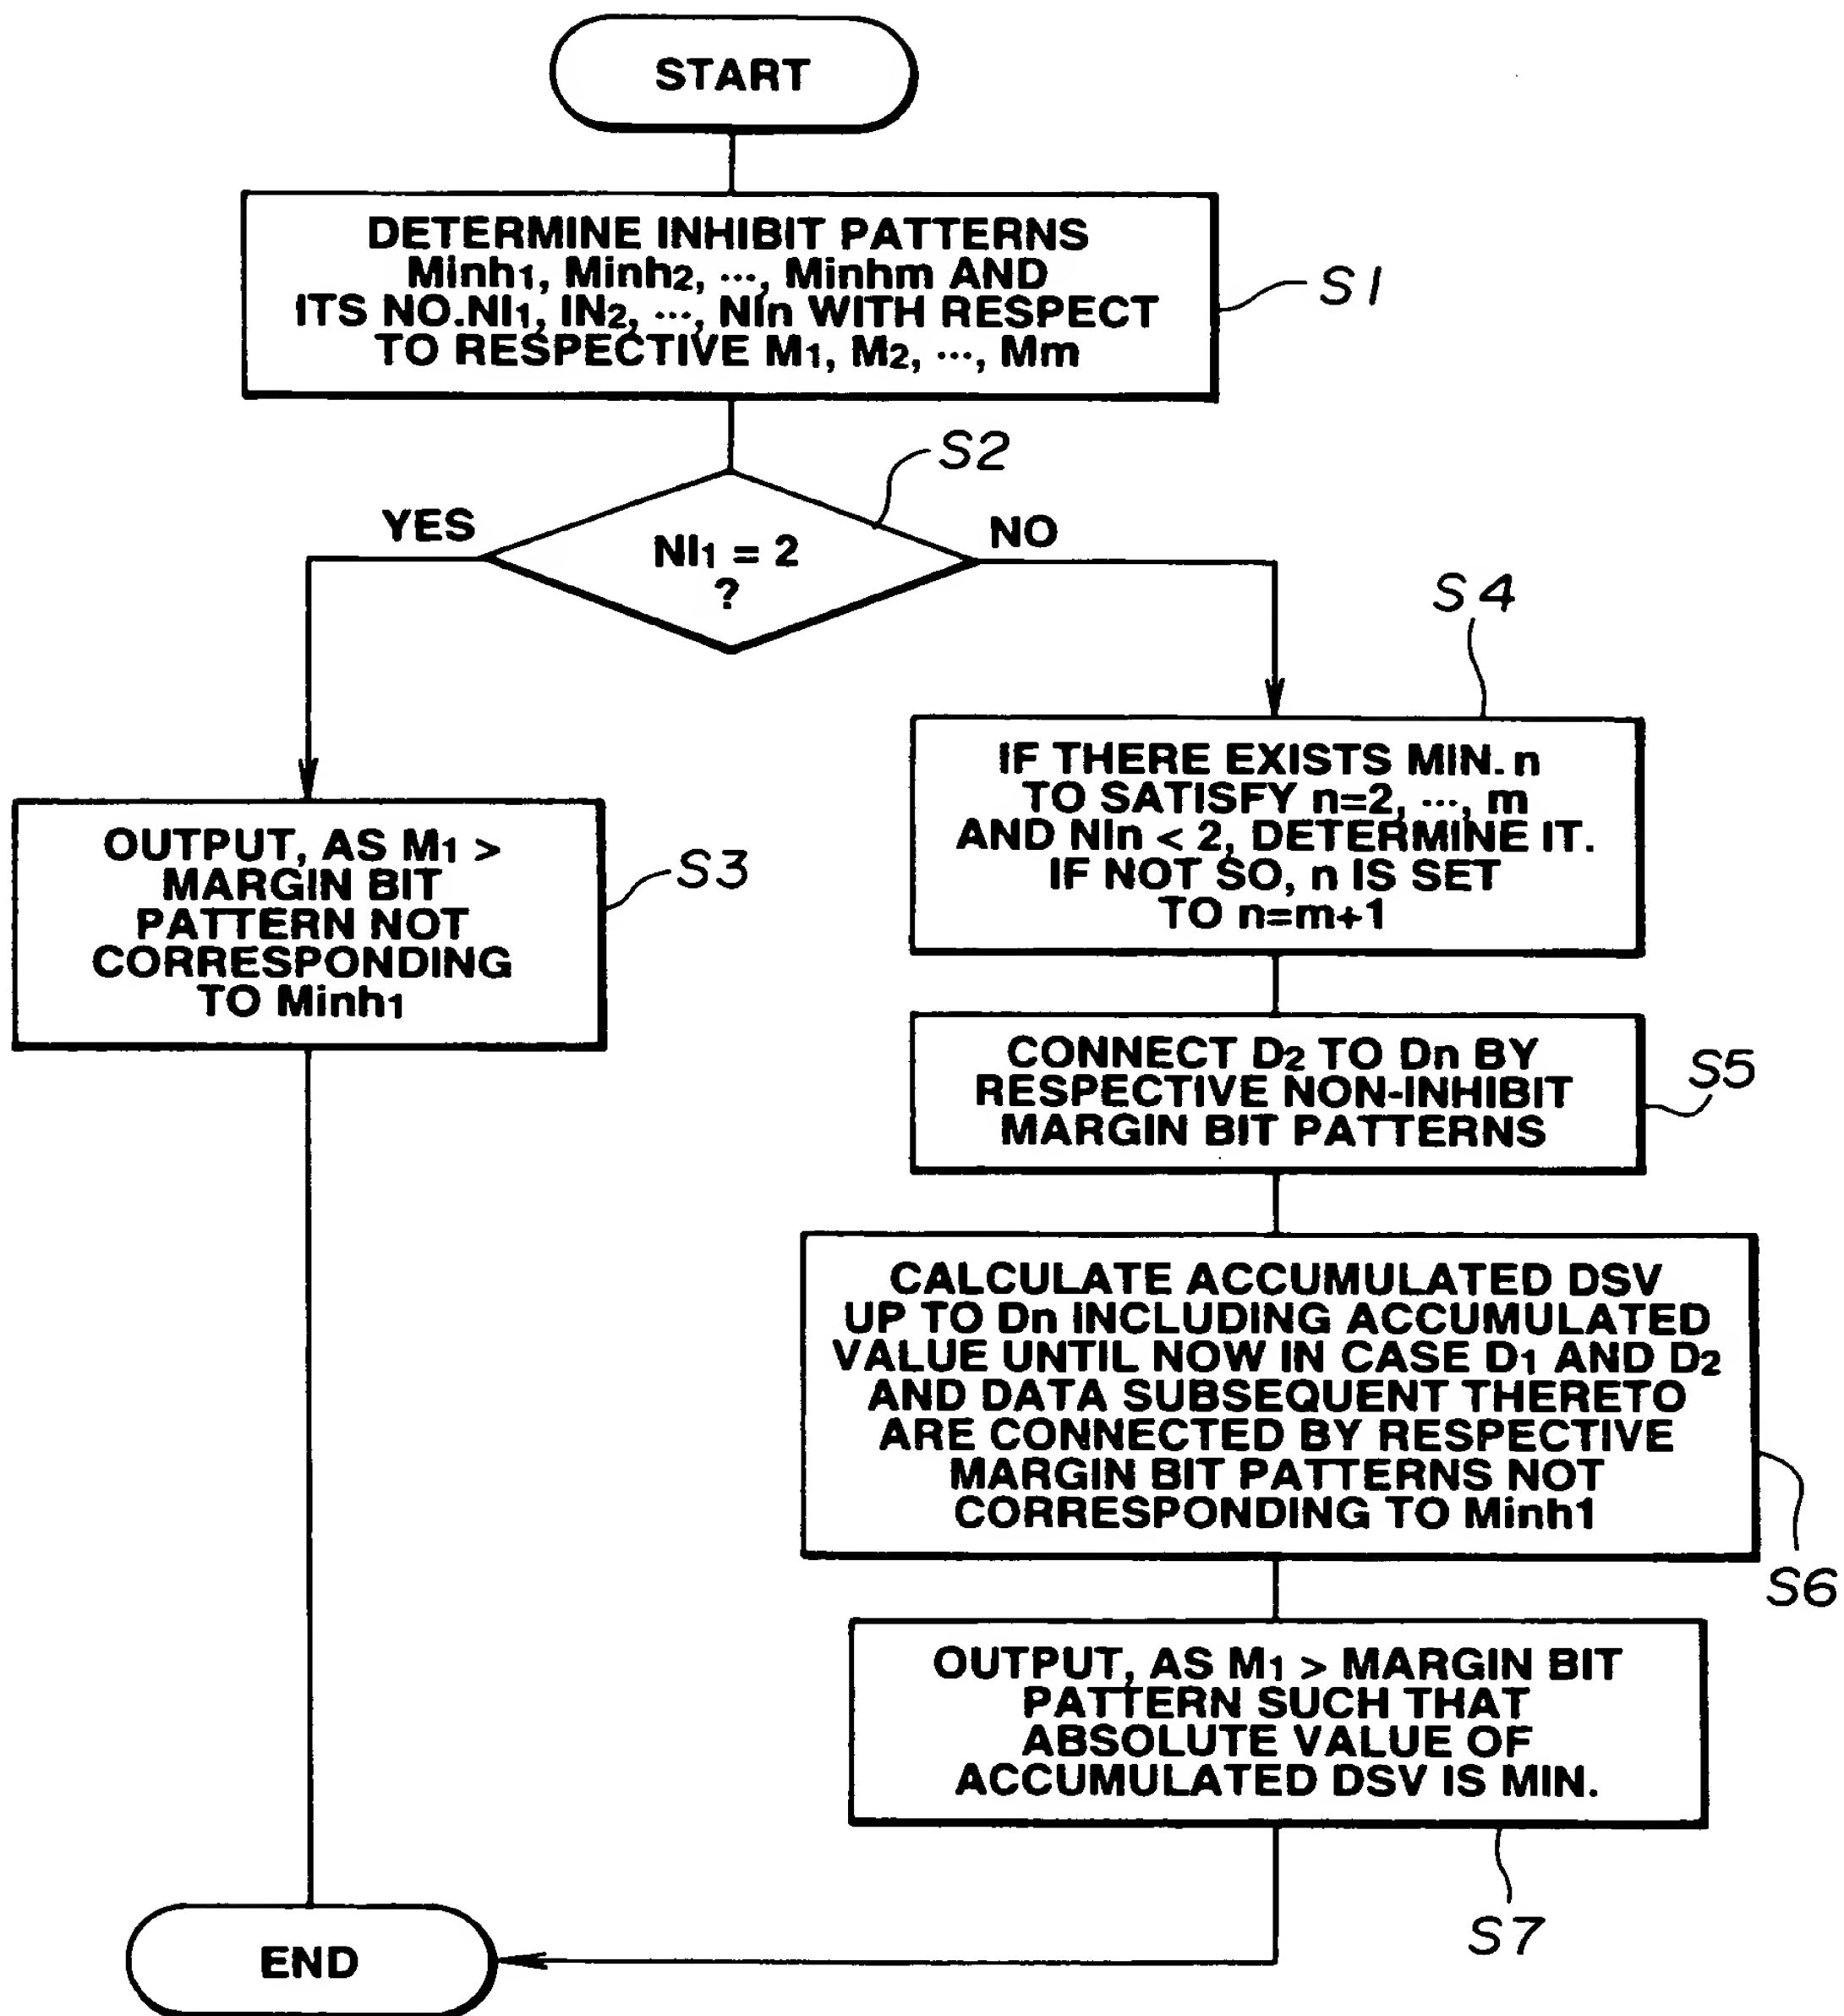 START
DETERMINE INHIBIT PATTERNS
Minh1, Minh2, ···, Minhm AND
ITS NO.NI1, IN2, ···, NIn WITH RESPECT
TO RESPECTIVE M1, M2, ···, Mm
S1
S2
YES
NI1 = 2
?
NO
OUTPUT, AS M1 >
MARGIN BIT
PATTERN NOT
CORRESPONDING
TO Minh1
S3
S4
IF THERE EXISTS MIN. n
TO SATISFY n=2, ···, m
AND NIn < 2, DETERMINE IT.
IF NOT SO, n IS SET
TO n=m+1
CONNECT D2 TO Dn BY
RESPECTIVE NON-INHIBIT
MARGIN BIT PATTERNS
S5
CALCULATE ACCUMULATED DSV
UP TO Dn INCLUDING ACCUMULATED
VALUE UNTIL NOW IN CASE D1 AND D2
AND DATA SUBSEQUENT THERETO
ARE CONNECTED BY RESPECTIVE
MARGIN BIT PATTERNS NOT
CORRESPONDING TO Minh1
S6
OUTPUT, AS M1 > MARGIN BIT
PATTERN SUCH THAT
ABSOLUTE VALUE OF
ACCUMULATED DSV IS MIN.
S7
END